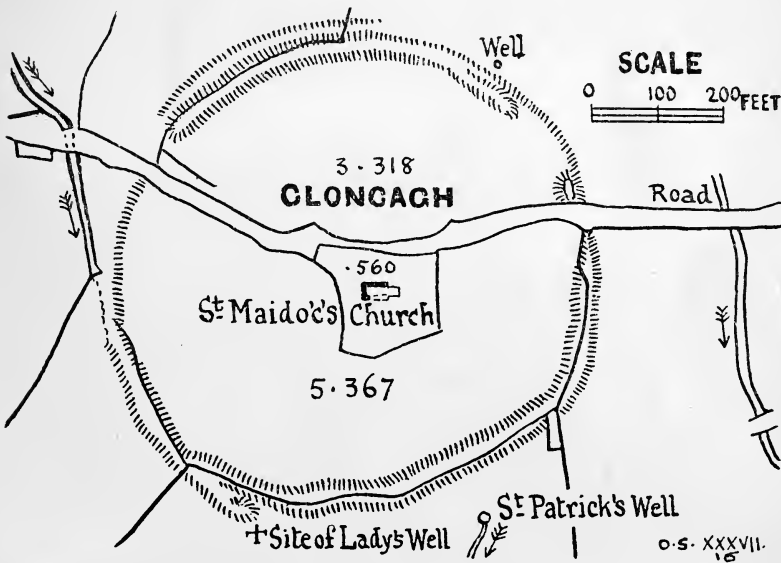 Well
SCALE
0 100 200 FEET
3·318
CLONCAGH
Road
·560
St Maidoc's Church
5·367
St Patrick's Well
+Site of Lady's Well
O.S. XXXVII.
16